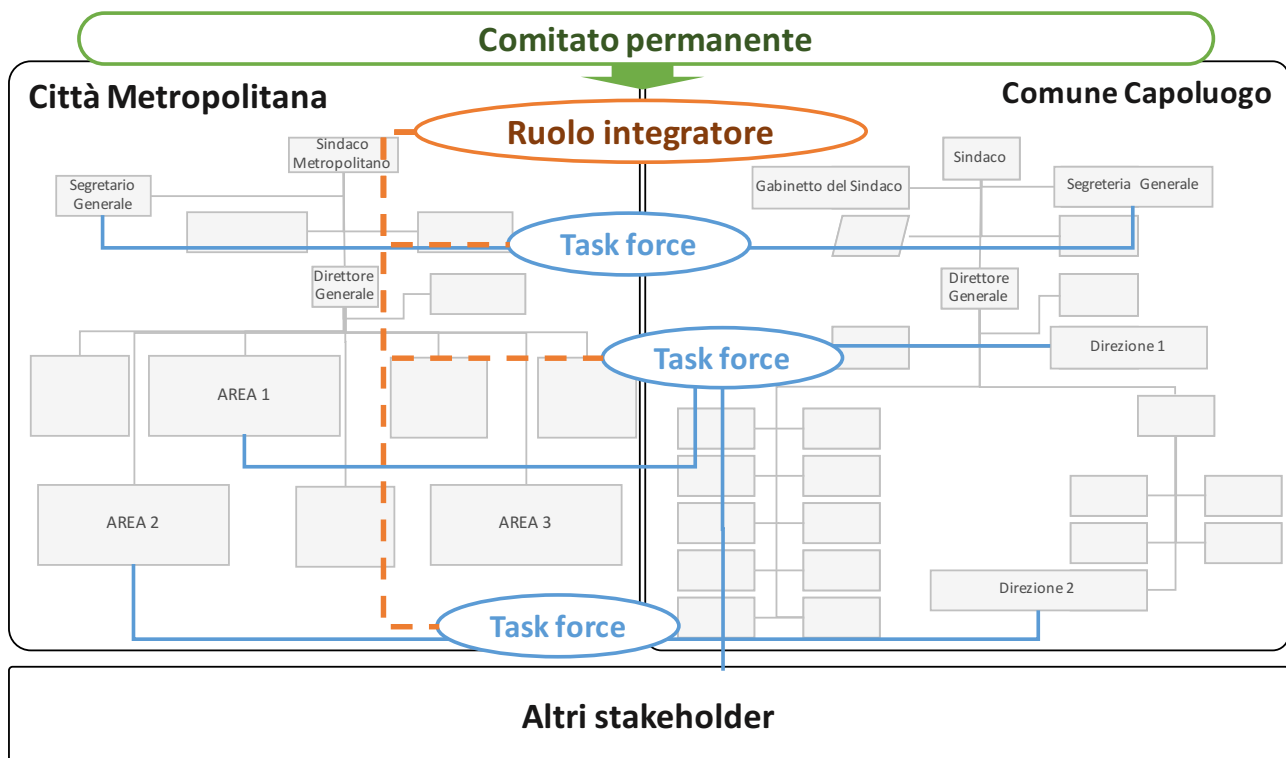 Comitato permanente
Città Metropolitana
Comune Capoluogo
Ruolo integratore
Sindaco
Metropolitano
Sindaco
Segretario
Generale
Gabinetto del Sindaco
Segreteria Generale
Task force
Direttore
Generale
Direttore
Generale
Task force
Direzione 1
AREA 1
AREA 2
AREA 3
Direzione 2
Task force
Altri stakeholder